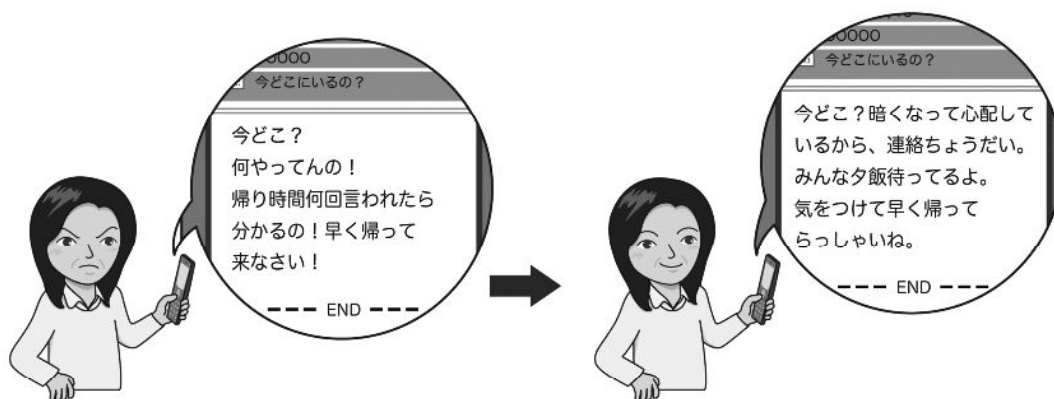 0000
今どこにいるの？
今どこ？
何やってんの！
帰り時間何回言われたら
分かるの！早く帰って
来なさい！
END
0000
今どこにいるの？
今どこ？暗くなって心配して
いるから、連絡ちょうだい。
みんな夕飯待ってるよ。
気をつけて早く帰って
らっしゃいね。
END